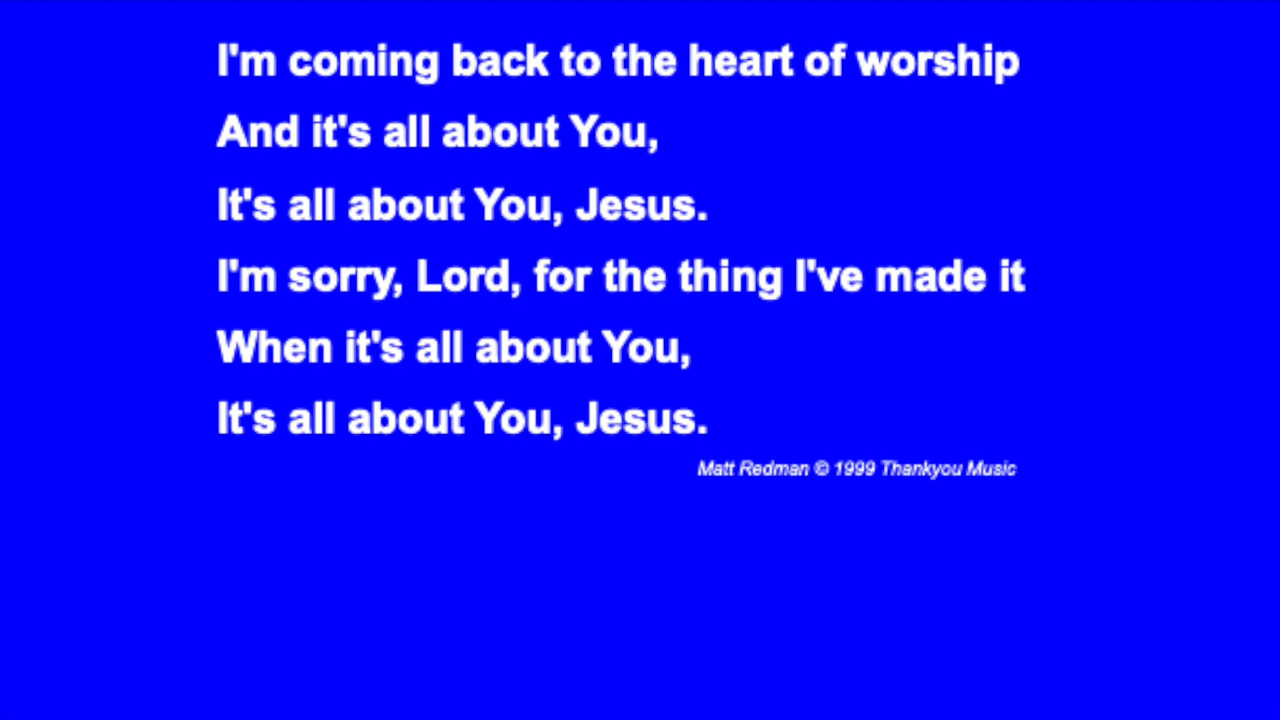 I'm coming back to the heart of worship
And it's all about You,
It's all about You, Jesus.
I'm sorry, Lord, for the thing I've made it
When it's all about You,
It's all about You, Jesus.
Matt Redman © 1999 Thankyou Music